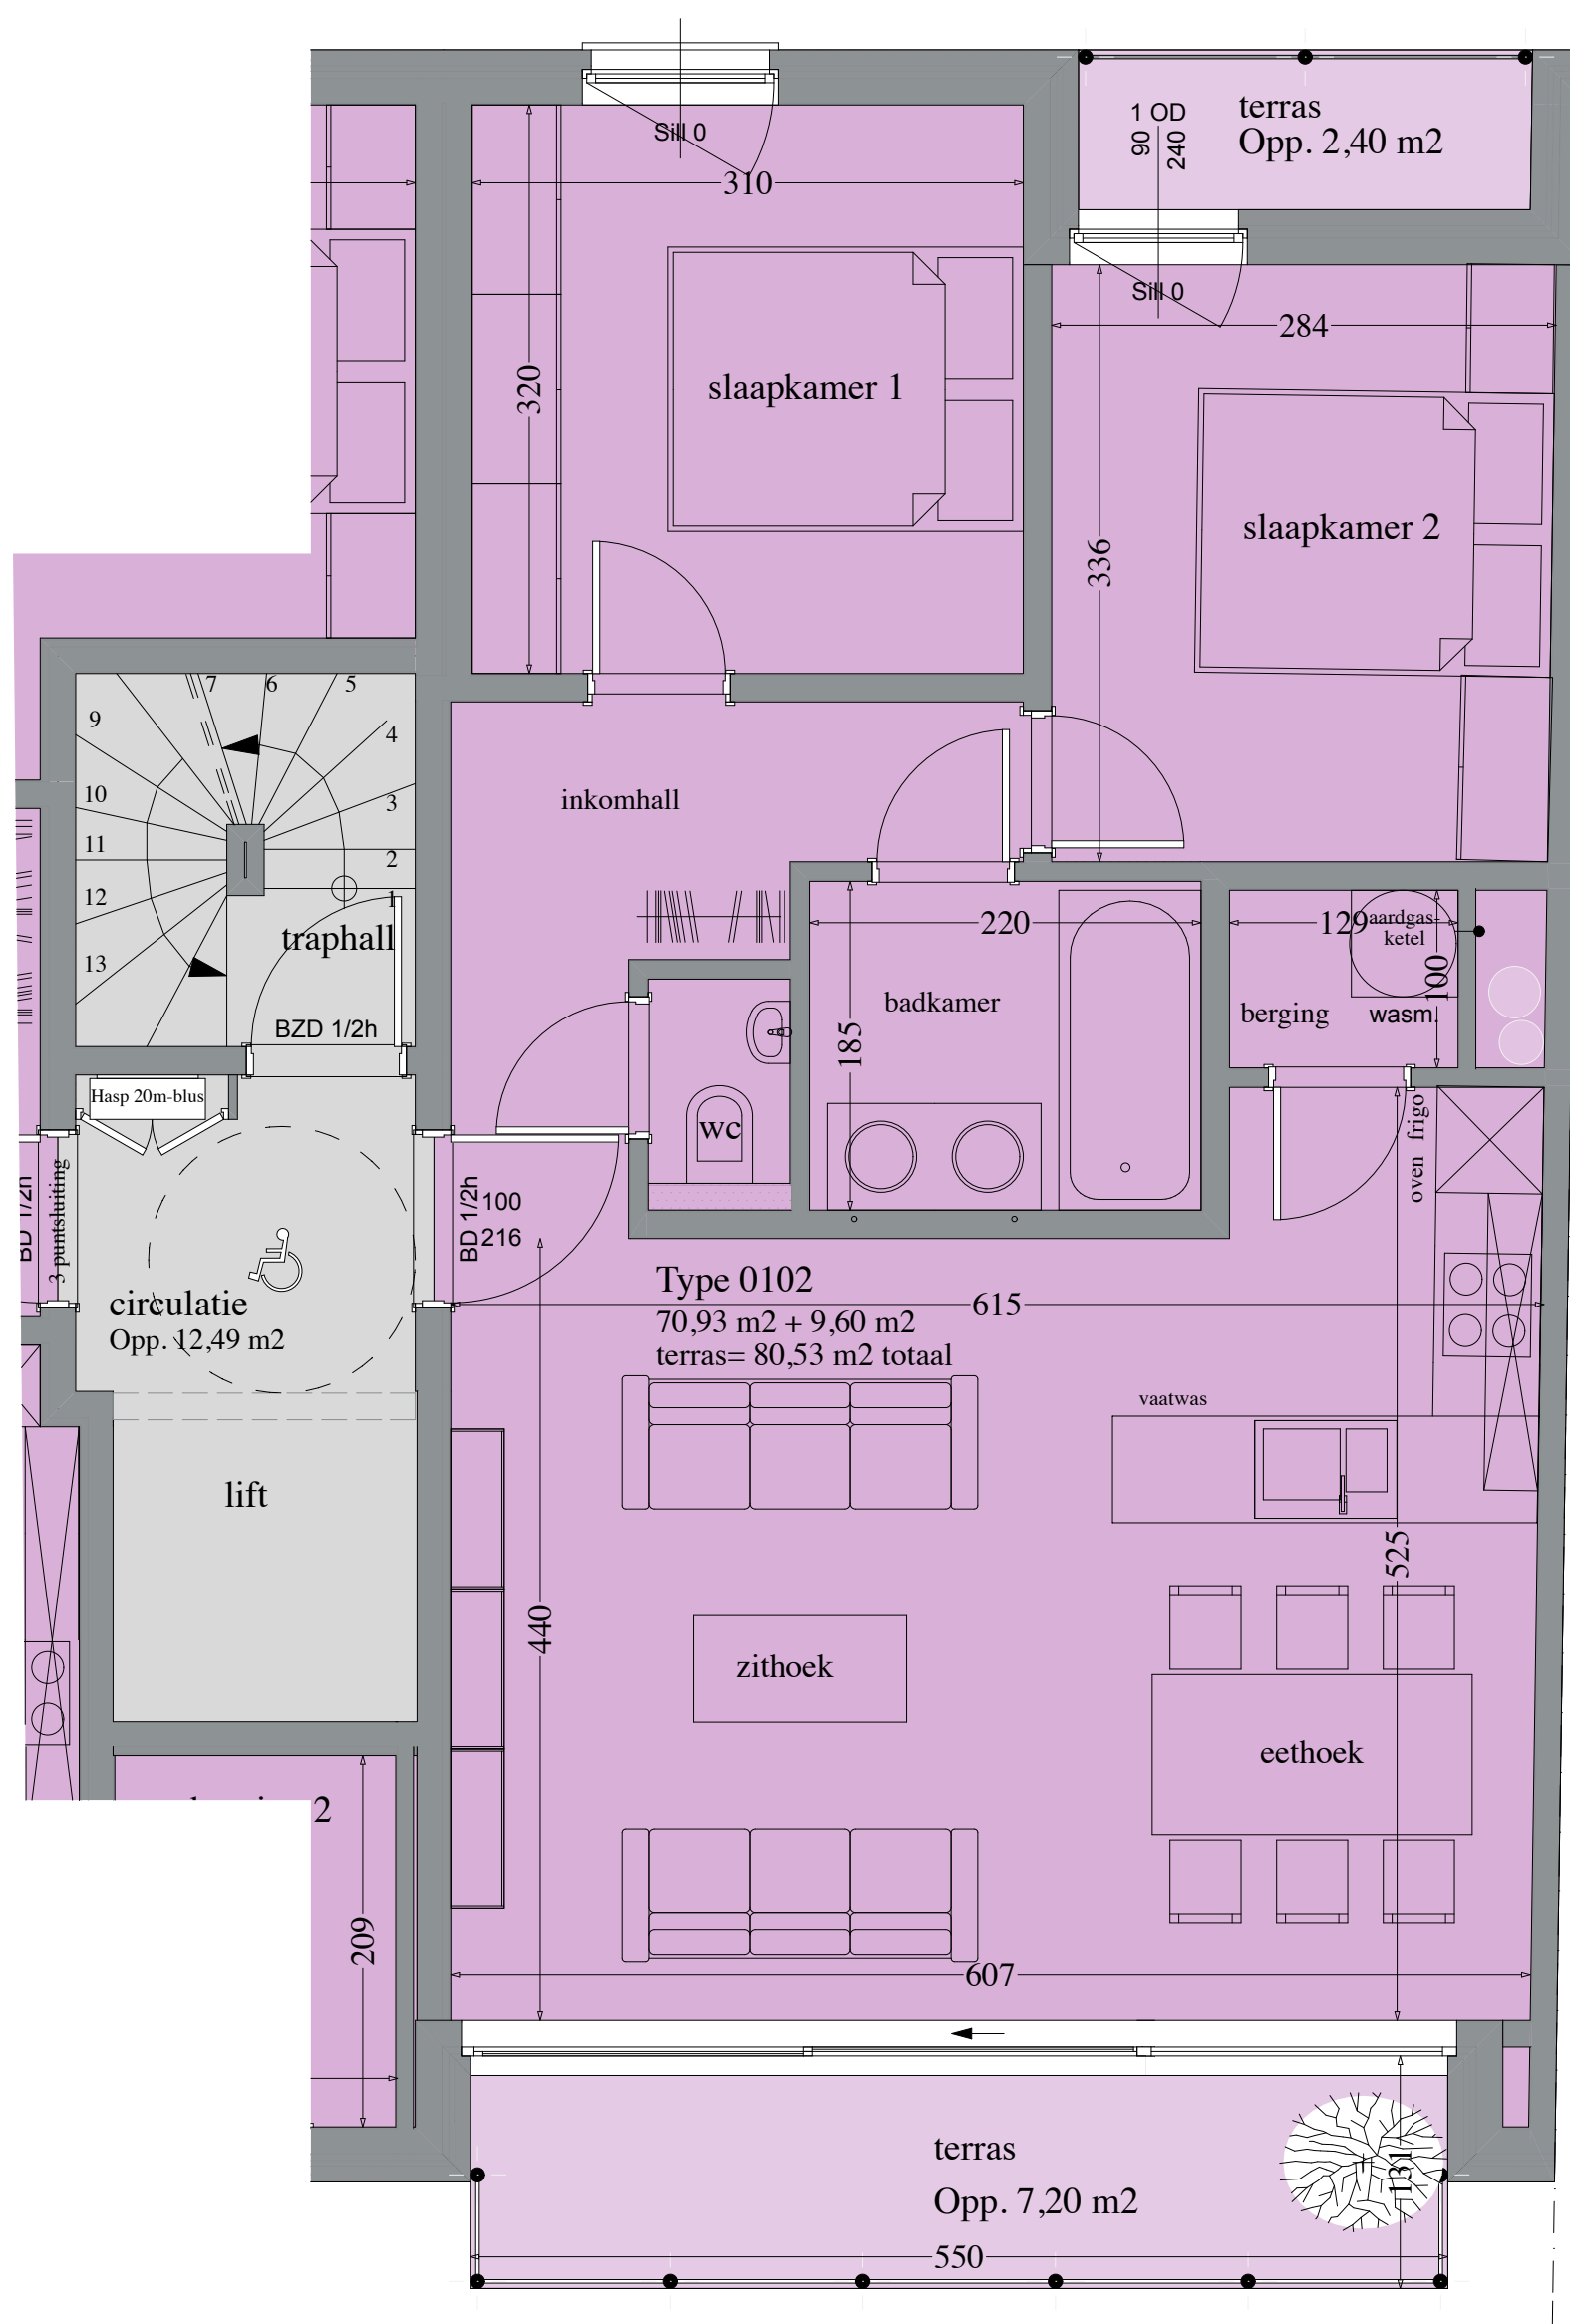 1 OD
90
240
terras
Opp. 2,40 m2
Sill 0
310
Sill 0
284
320
slaapkamer 1
336
slaapkamer 2
7
6
5
9
4
10
3
11
2
12
1
13
traphall
BZD 1/2h
inkomhall
220
129
aardgas-
ketel
100
badkamer
berging
wasm.
185
Hasp 20m-blus
wc
oven frigo
BD 1/2h
3 puntsluiting
BD 1/2h
100
216
circulatie
Opp. 12,49 m2
Type 0102
615
70,93 m2 + 9,60 m2
terras= 80,53 m2 totaal
vaatwas
lift
525
440
zithoek
eethoek
2
209
607
terras
131
Opp. 7,20 m2
550